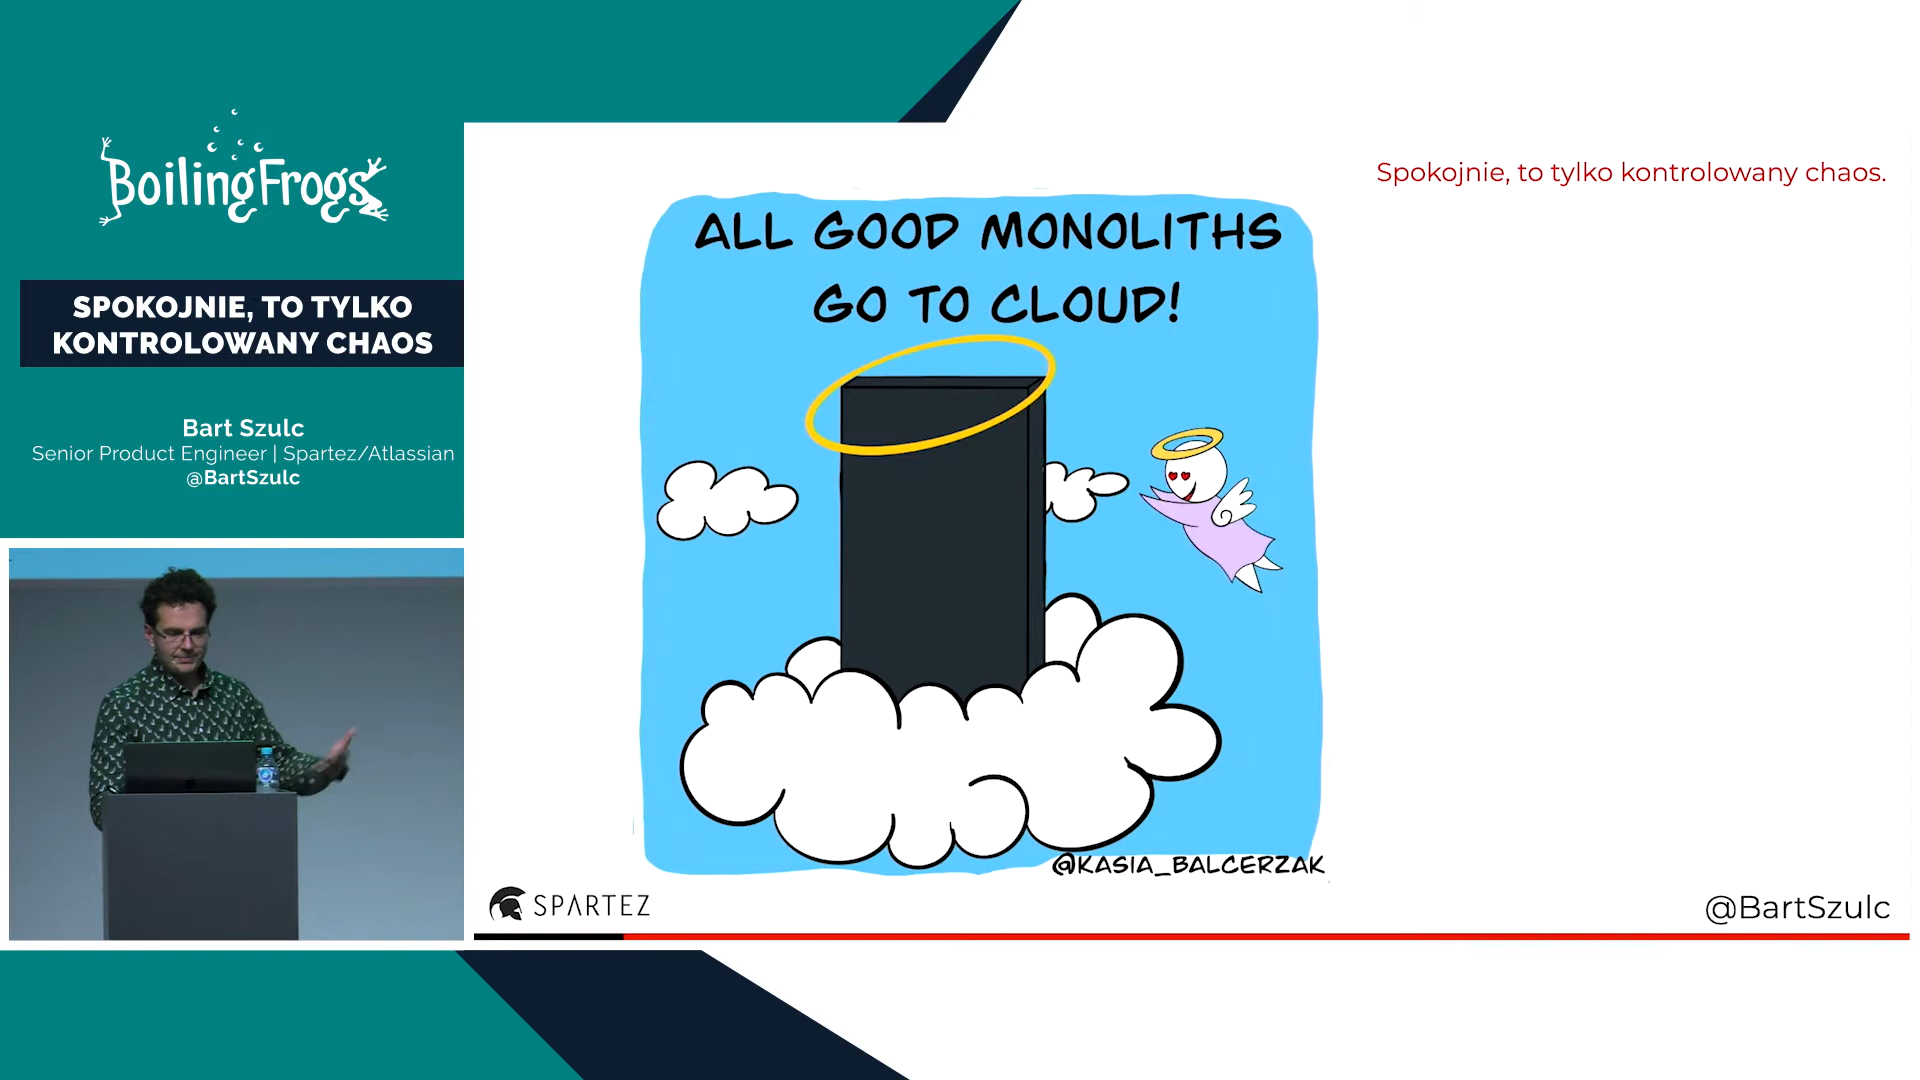 BoilingFrogs
SPOKOJNIE, TO TYLKO
KONTROLOWANY CHAOS
Bart Szulc
Senior Product Engineer | Spartez/Atlassian
@BartSzulc
Spokojnie, to tylko kontrolowany chaos.
ALL GOOD MONOLITHS
GO TO CLOUD!
@KASIA_BALCERZAK
SPARTEZ
@BartSzulc